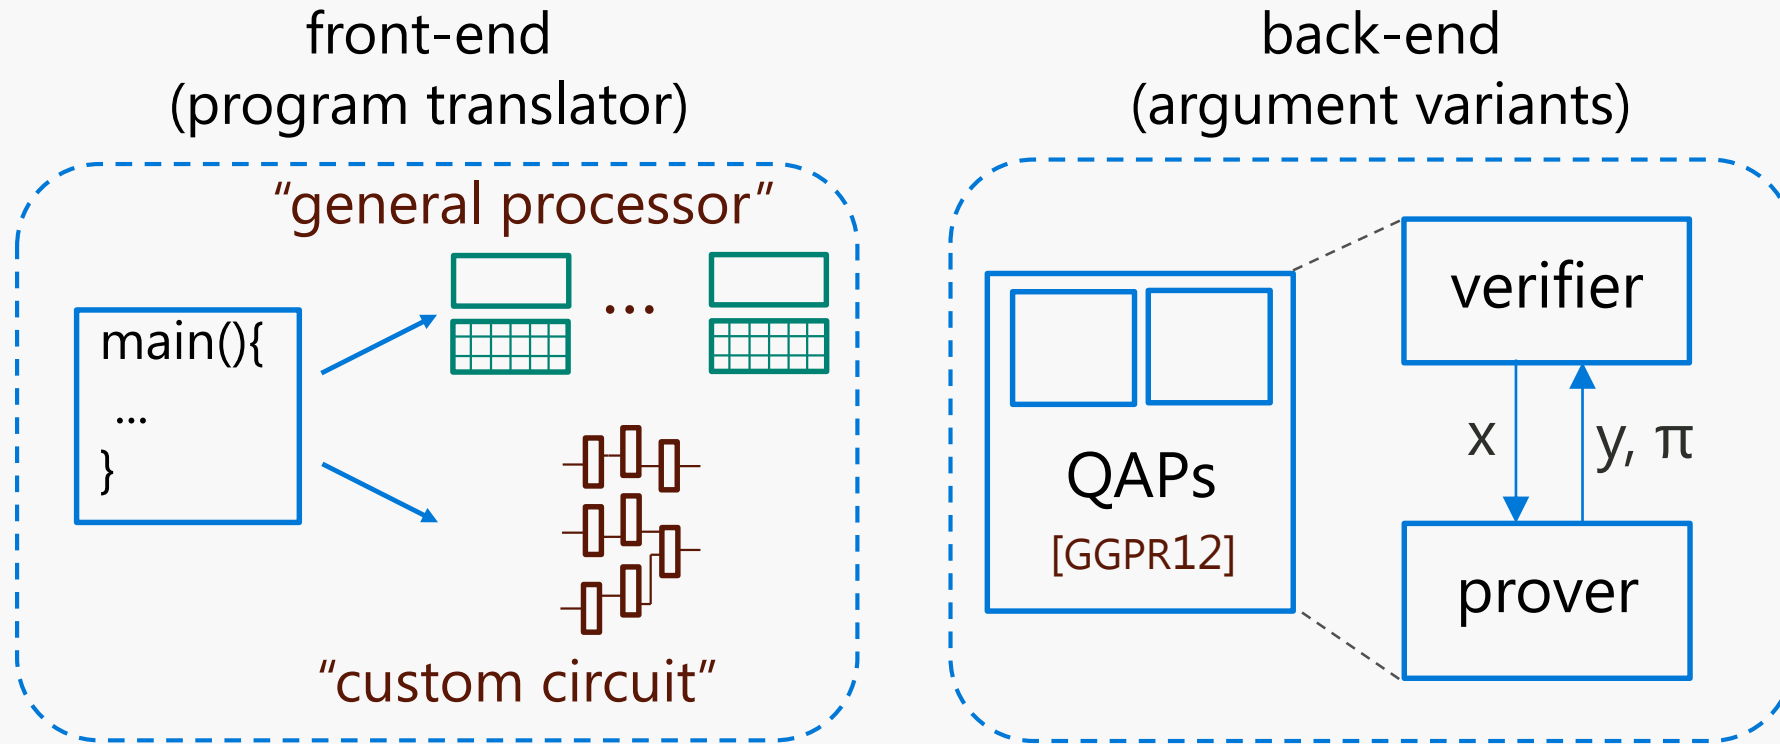 front-end
(program translator)
“general processor”
...
main(){
...
}
“custom circuit”
back-end
(argument variants)
QAPs
[GGPR12]
verifier
x
y, π
prover